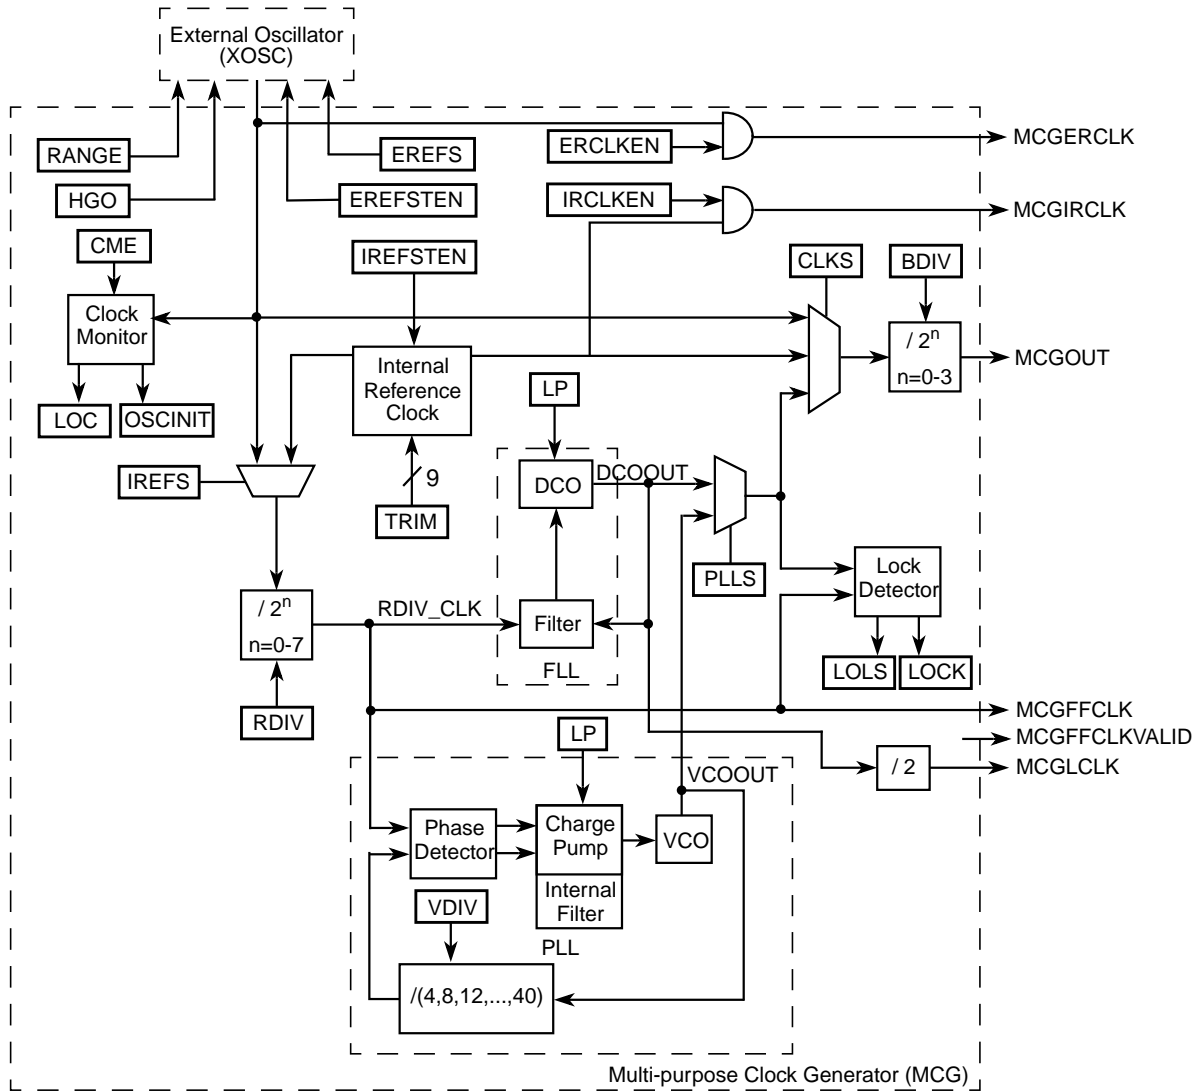 External Oscillator
(XOSC)
RANGE
HGO
EREFS
EREFSTEN
ERCLKEN
IRCLKEN
MCGERCLK
MCGIRCLK
CME
IREFSTEN
CLKS
BDIV
Clock
Monitor
LOC
OSCINIT
Internal
Reference
Clock
LP
/ 2ⁿ
n=0-3
MCGOUT
IREFS
9
TRIM
DCO
DCOOUT
PLLS
Lock
Detector
LOLS
LOCK
/ 2ⁿ
n=0-7
RDIV_CLK
Filter
FLL
RDIV
MCGFFCLK
MCGFFCLKVALID
MCGLCLK
/ 2
LP
VCOOUT
Phase
Detector
Charge
Pump
VCO
Internal
Filter
VDIV
PLL
/(4,8,12,...,40)
Multi-purpose Clock Generator (MCG)